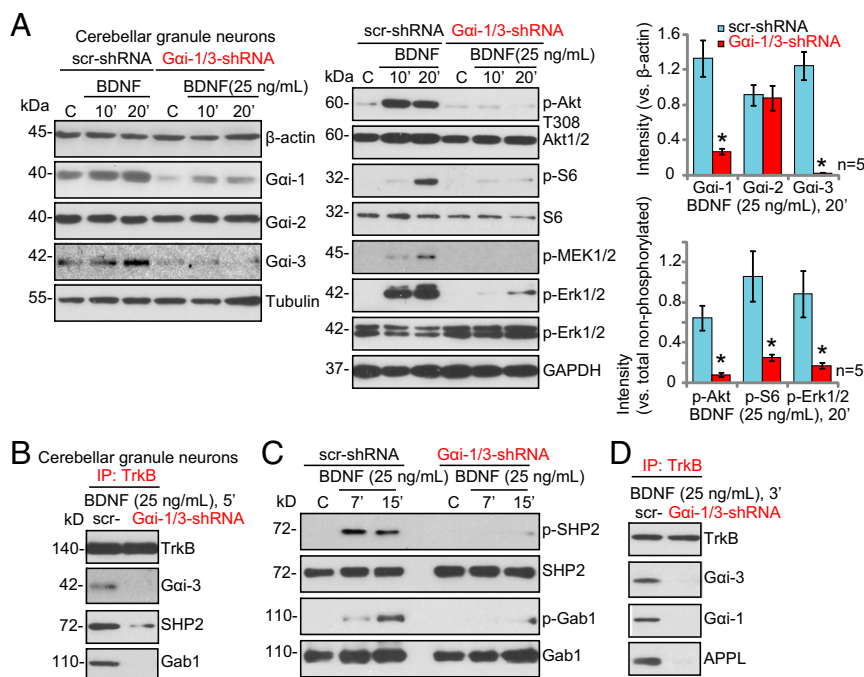 A
Cerebellar granule neurons
scr-shRNA Gαi-1/3-shRNA
BDNF BDNF(25 ng/mL)
kDa C 10' 20' C 10' 20'
45- β-actin
40- Gαi-1
40- Gαi-2
42- Gαi-3
55- Tubulin
scr-shRNA Gαi-1/3-shRNA
BDNF BDNF(25 ng/mL)
C 10' 20' C 10' 20'
kDa
60- p-Akt
T308
60- Akt1/2
32- p-S6
32- S6
45- p-MEK1/2
42- p-Erk1/2
42- p-Erk1/2
37- GAPDH
scr-shRNA
Gαi-1/3-shRNA
Intensity (vs. β-actin)
1.6
1.2
0.8
0.4
0
* *
n=5
Gαi-1 Gαi-2 Gαi-3
BDNF (25 ng/mL), 20'
Intensity
(vs. total non-phosphorylated)
1.2
0.8
0.4
0
* * *
n=5
p-Akt p-S6 p-Erk1/2
BDNF (25 ng/mL), 20'
B
Cerebellar granule neurons
IP: TrkB
BDNF (25 ng/mL), 5'
kD scr- Gαi-1/3-shRNA
140- TrkB
42- Gαi-3
72- SHP2
110- Gab1
C
scr-shRNA Gαi-1/3-shRNA
BDNF (25 ng/mL) BDNF (25 ng/mL)
kD C 7' 15' C 7' 15'
72- p-SHP2
72- SHP2
110- p-Gab1
110- Gab1
D
IP: TrkB
BDNF (25 ng/mL), 3'
scr- Gαi-1/3-shRNA
TrkB
Gαi-3
Gαi-1
APPL